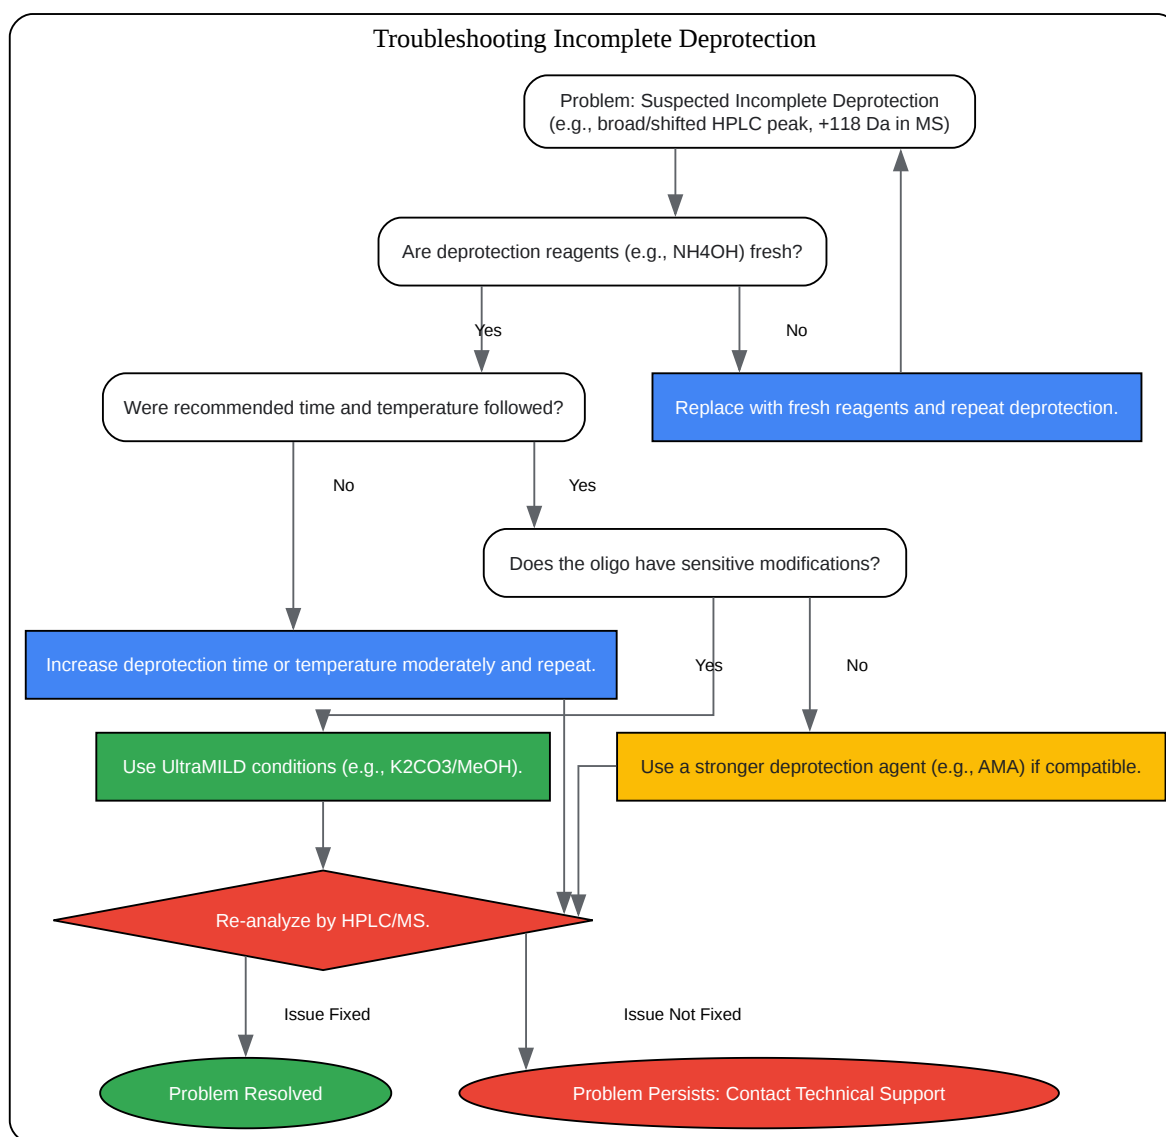 Troubleshooting Incomplete Deprotection
Problem: Suspected Incomplete Deprotection
(e.g., broad/shifted HPLC peak, +118 Da in MS)
Are deprotection reagents (e.g., NH4OH) fresh?
Yes
No
Were recommended time and temperature followed?
Replace with fresh reagents and repeat deprotection.
No
Yes
Does the oligo have sensitive modifications?
Increase deprotection time or temperature moderately and repeat.
Yes
No
Use UltraMILD conditions (e.g., K2CO3/MeOH).
Use a stronger deprotection agent (e.g., AMA) if compatible.
Re-analyze by HPLC/MS.
Issue Fixed
Issue Not Fixed
Problem Resolved
Problem Persists: Contact Technical Support